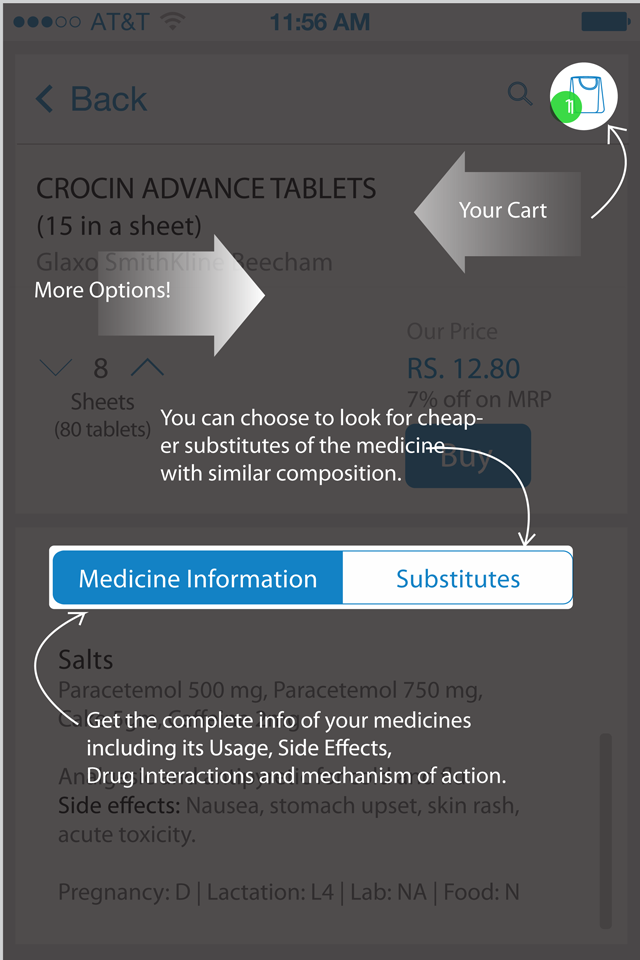 AT&T
11:56 AM
Back
CROCIN ADVANCE TABLETS
(15 in a sheet)
Your Cart
Glaxo SmithKline Beecham
More Options!
Our Price
8
RS. 12.80
Sheets
7% off on MRP
(80 tablets)
You can choose to look for cheap-
er substitutes of the medicine
with similar composition.
Buy
Medicine Information
Substitutes
Salts
Paracetemol 500 mg, Paracetemol 750 mg,
Get the complete info of your medicines
including its Usage, Side Effects,
Drug Interactions and mechanism of action.
Side effects: Nausea, stomach upset, skin rash,
acute toxicity.
Pregnancy: D | Lactation: L4 | Lab: NA | Food: N